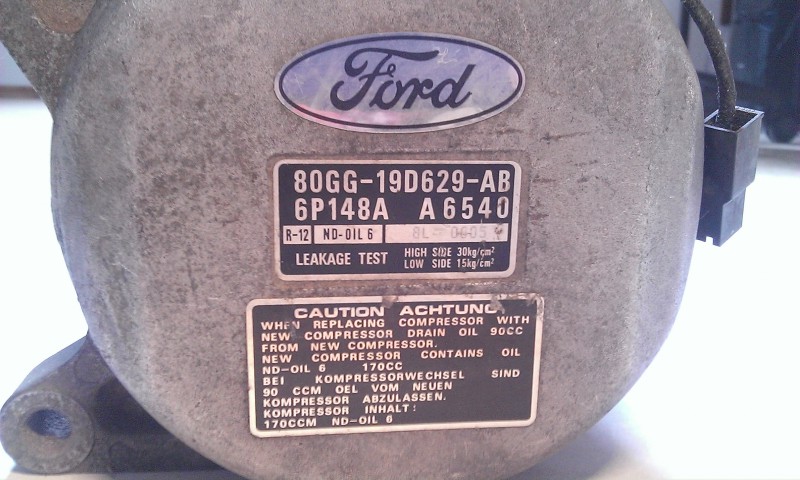 Ford
80GG-19D629-AB
6P148A A6540
R-12 ND-OIL 6
LEAKAGE TEST HIGH SIDE 30kg/cm²
LOW SIDE 15kg/cm²
CAUTION ACHTUNG
WHEN REPLACING COMPRESSOR WITH
NEW COMPRESSOR DRAIN OIL 90CC
FROM NEW COMPRESSOR.
NEW COMPRESSOR CONTAINS OIL
ND-OIL 6 170CC
BEI KOMPRESSORWECHSEL SIND
90 CCM OEL VOM NEUEN
KOMPRESSOR ABZULASSEN.
KOMPRESSOR INHALT:
170CCM ND-OIL 6